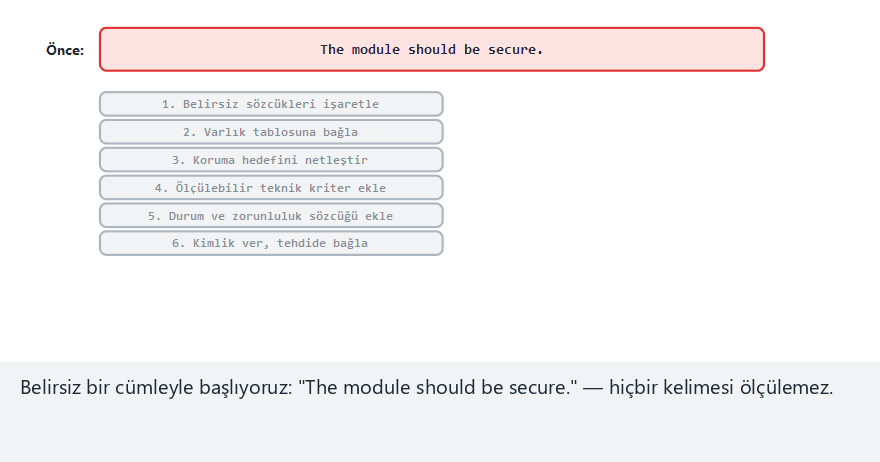 Önce:
The module should be secure.
1. Belirsiz sözcükleri işaretle
2. Varlık tablosuna bağla
3. Koruma hedefini netleştir
4. Ölçülebilir teknik kriter ekle
5. Durum ve zorunluluk sözcüğü ekle
6. Kimlik ver, tehdide bağla
Belirsiz bir cümleyle başlıyoruz: "The module should be secure." — hiçbir kelimesi ölçülemez.